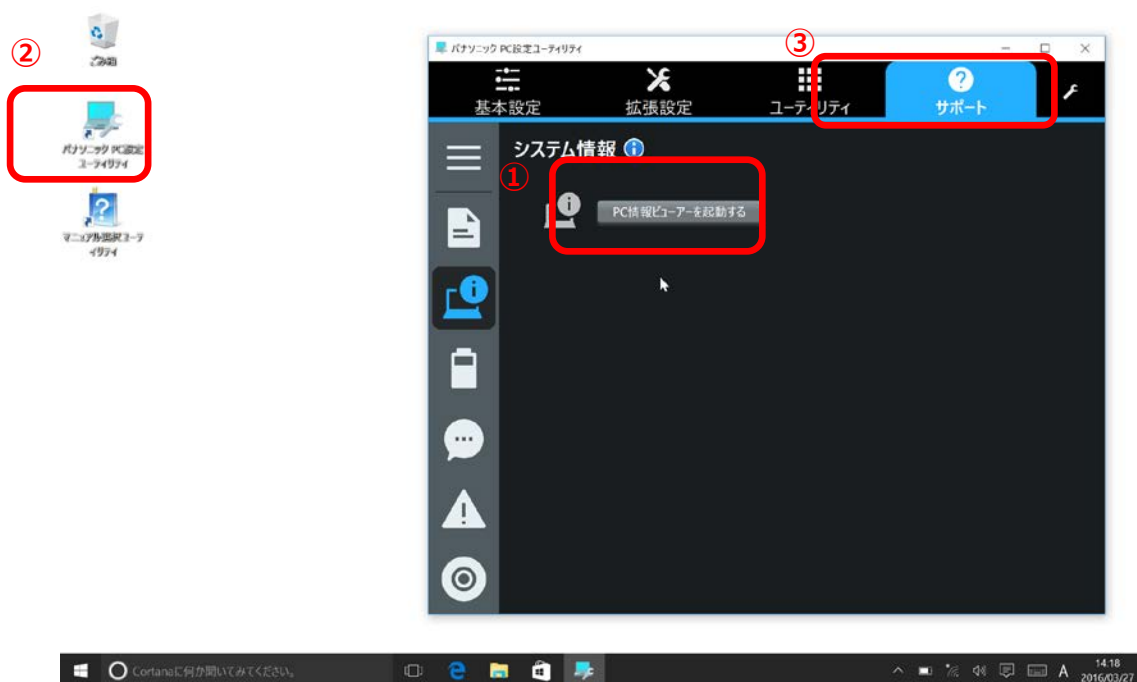 ②
ごみ箱
パナソニック PC設定
ユーティリティ
マニュアル選択ユーテ
ィリティ
パナソニック PC設定ユーティリティ
③
基本設定
拡張設定
ユーティリティ
サポート
システム情報
①
PC情報ビューアーを起動する
Cortanaに何か聞いてみてください。
A
14:18
2016/03/27